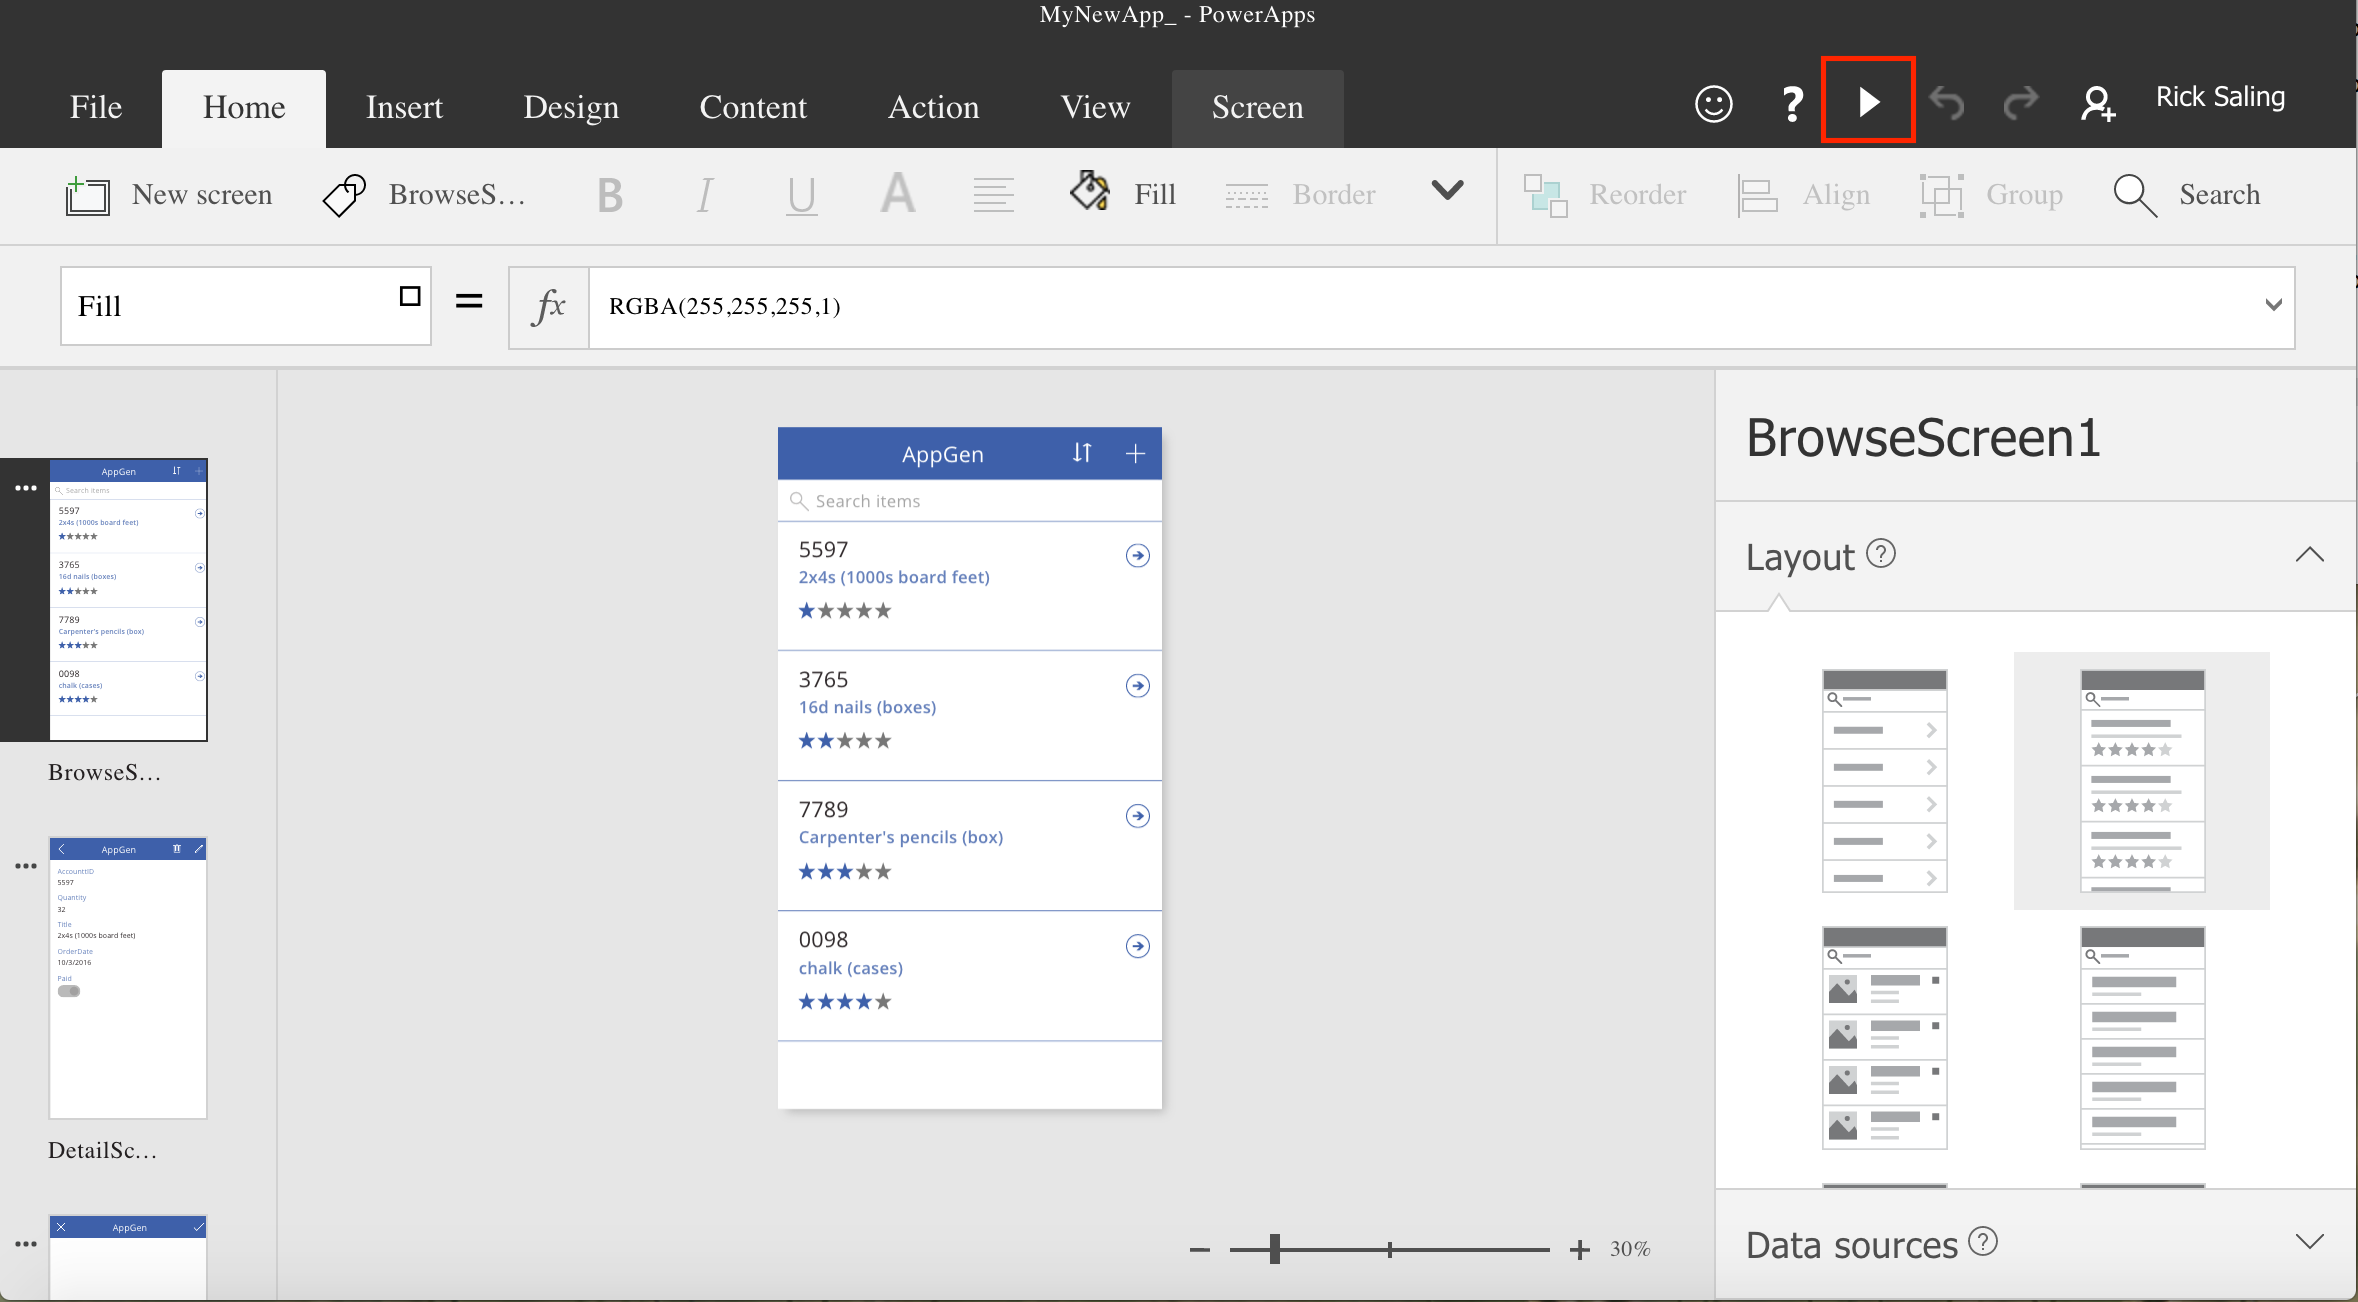 MyNewApp_ - PowerApps
File Home Insert Design Content Action View Screen ? Rick Saling
New screen BrowseS... B I U A Fill Border Reorder Align Group Search
Fill = fx RGBA(255,255,255,1)
AppGen
Search items
5597
2x4s (1000s board feet)
3765
16d nails (boxes)
7789
Carpenter's pencils (box)
0098
chalk (cases)
BrowseS...
AppGen
AccountID
5597
Quantity
32
Title
2x4s (1000s board feet)
OrderDate
10/3/2016
Paid
DetailSc...
AppGen
AppGen
Search items
5597
2x4s (1000s board feet)
3765
16d nails (boxes)
7789
Carpenter's pencils (box)
0098
chalk (cases)
30%
BrowseScreen1
Layout ?
Data sources ?